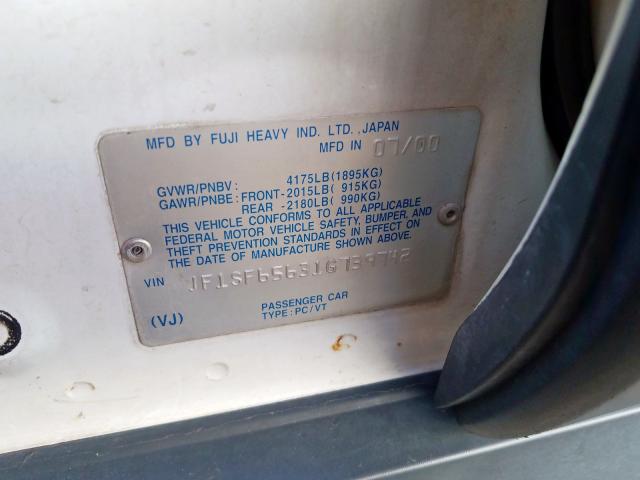 MFD BY FUJI HEAVY IND. LTD.,JAPAN
MFD IN 07/00
GVWR/PNBV: 4175LB(1895KG)
GAWR/PNBE: FRONT-2015LB( 915KG)
REAR -2180LB( 990KG)
THIS VEHICLE CONFORMS TO ALL APPLICABLE
FEDERAL MOTOR VEHICLE SAFETY, BUMPER, AND
THEFT PREVENTION STANDARDS IN EFFECT ON
THE DATE OF MANUFACTURE SHOWN ABOVE.
VIN JF1SF65631G739742
PASSENGER CAR
(VJ) TYPE:PC/VT